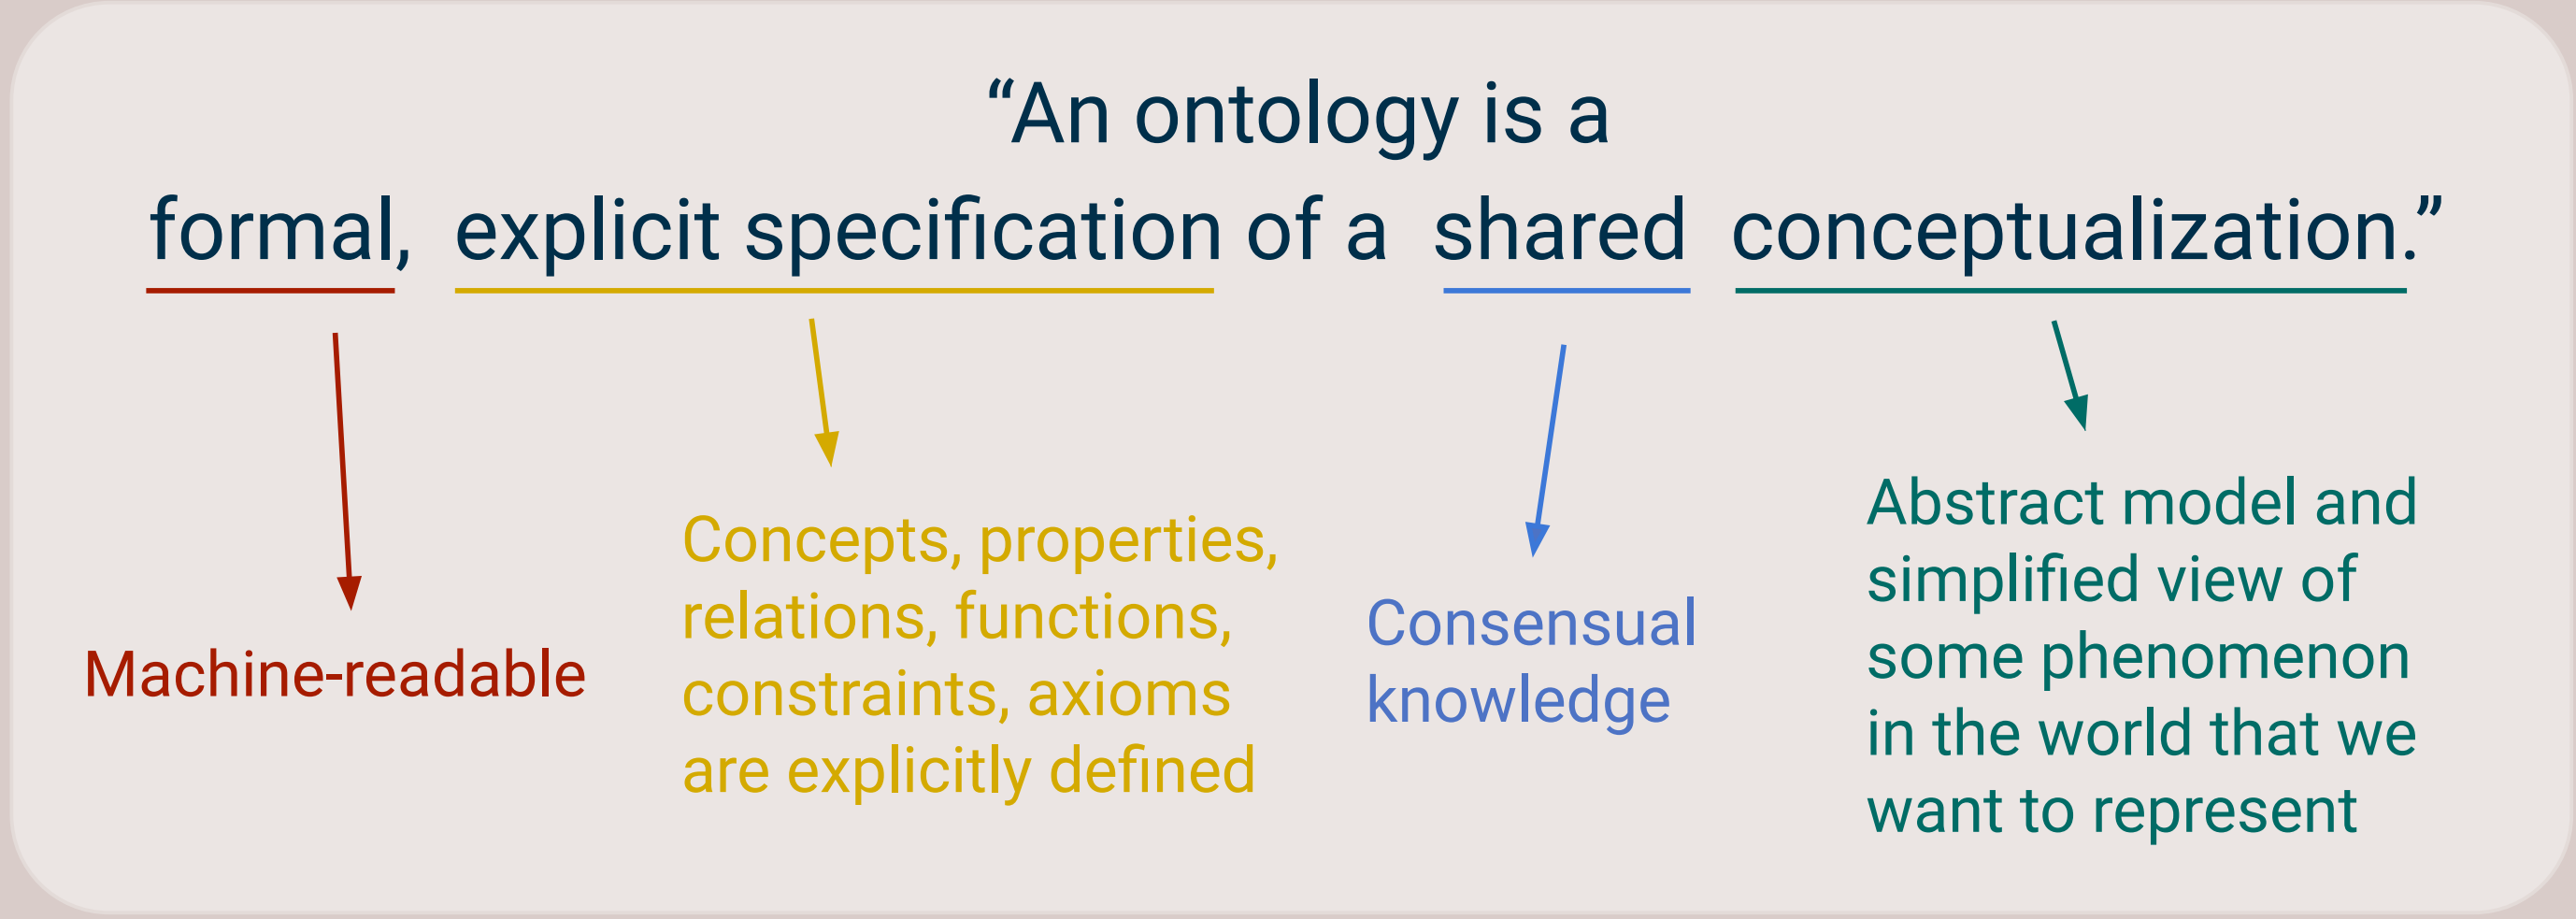 “An ontology is a
formal, explicit specification of a shared conceptualization.”
Machine-readable
Concepts, properties,
relations, functions,
constraints, axioms
are explicitly defined
Consensual
knowledge
Abstract model and
simplified view of
some phenomenon
in the world that we
want to represent